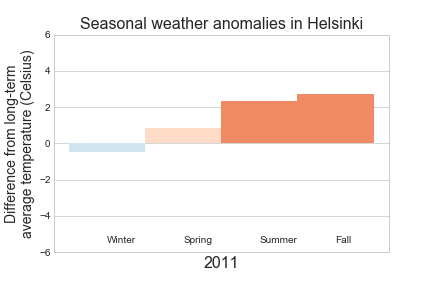 Seasonal weather anomalies in Helsinki
Difference from long-term
average temperature (Celsius)
6
4
2
0
−2
−4
−6
Winter Spring Summer Fall
2011